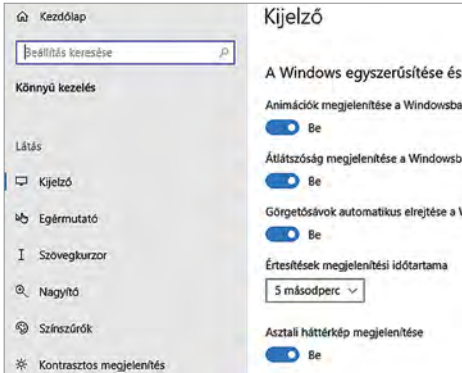 Kezdőlap
Beállítás keresése
Könnyű kezelés
Látás
Kijelző
Egérmutató
Szövegkurzor
Nagyító
Színszűrők
Kontrasztos megjelenítés
Kijelző
A Windows egyszerűsítése és
Animációk megjelenítése a Windowsba
Be
Átlátszóság megjelenítése a Windowsb
Be
Görgetősávok automatikus elrejtése a
Be
Értesítések megjelenítési időtartama
5 másodperc
Asztali háttérkép megjelenítése
Be